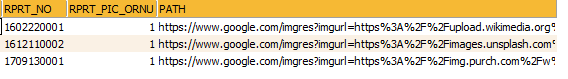 RPRT_NO RPRT_PIC_ORNU PATH
1602220001 1 https://www.google.com/imgres?imgurl=https%3A%2F%2Fupload.wikimedia.org%
1612110002 1 https://www.google.com/imgres?imgurl=https%3A%2F%2Fimages.unsplash.com%
1709130001 1 https://www.google.com/imgres?imgurl=https%3A%2F%2Fimg.purch.com%2Fw%